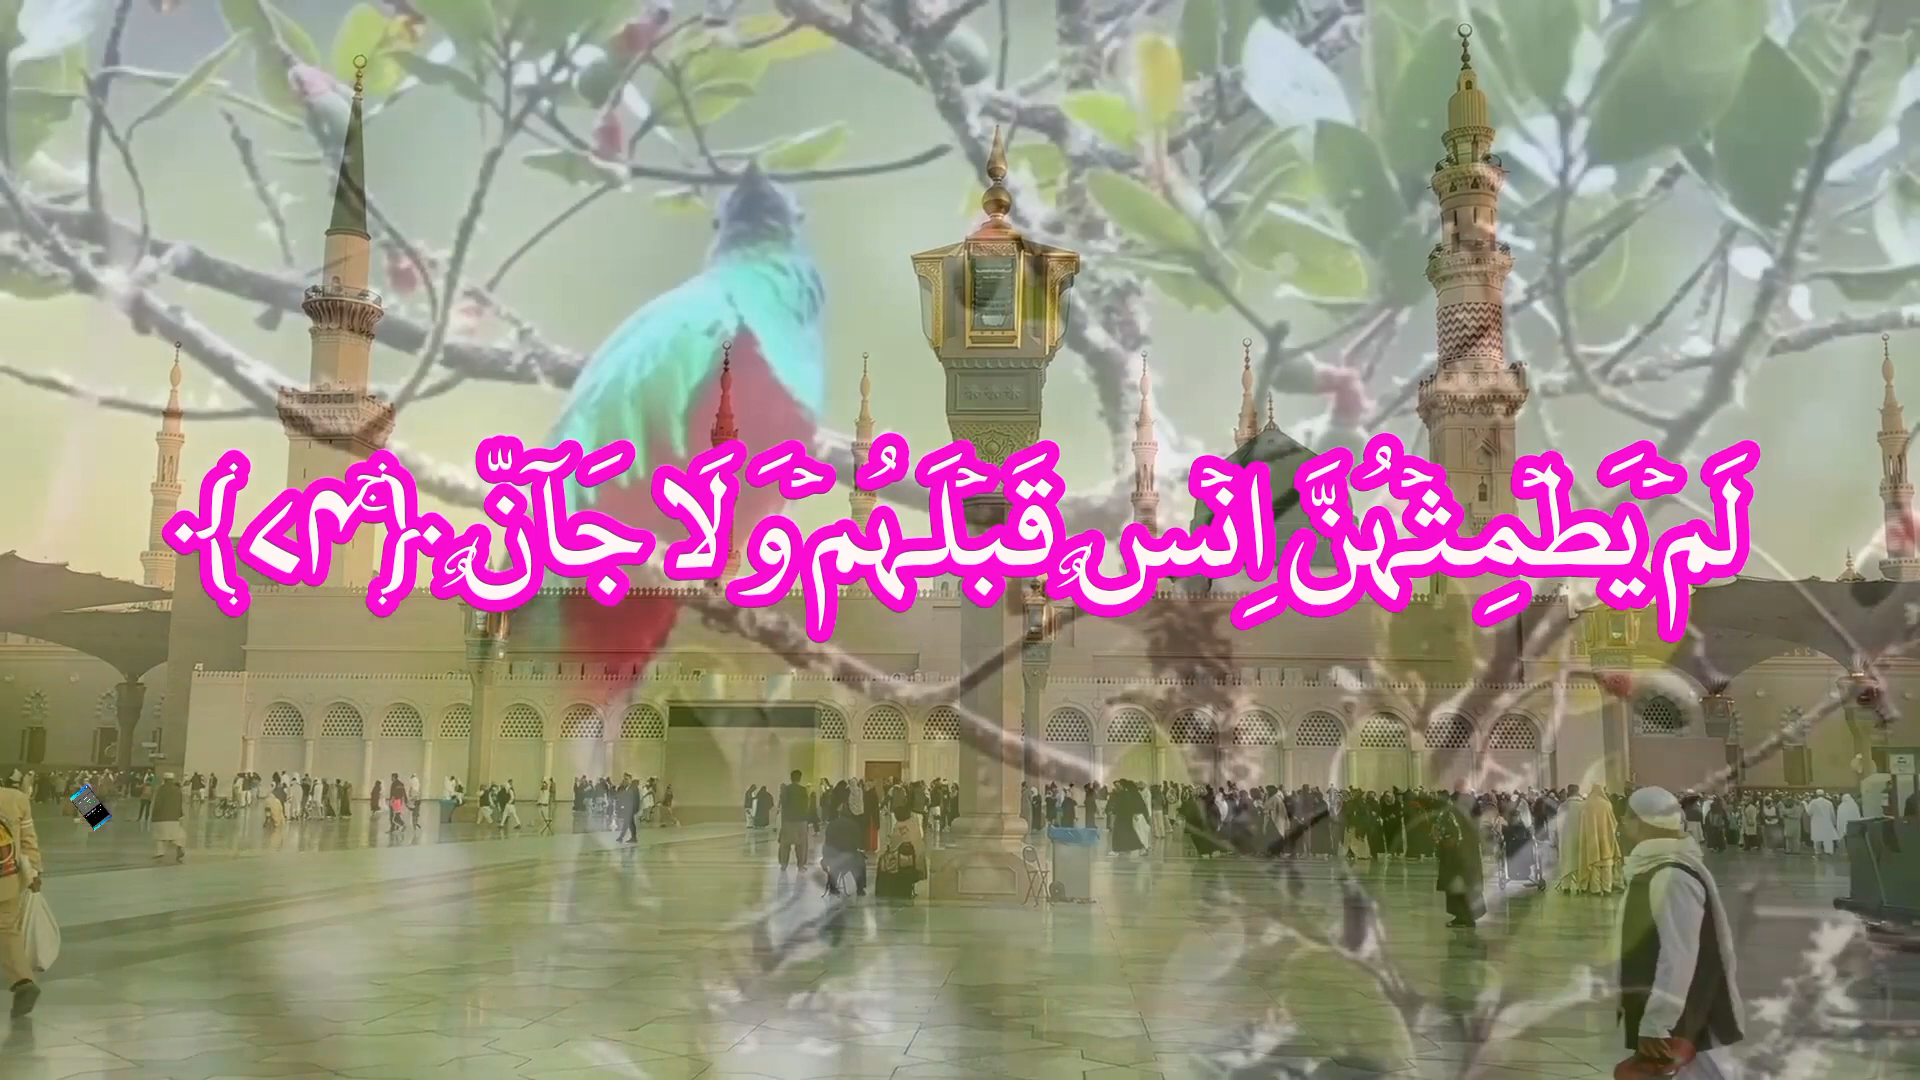 لَمْ يَطْمِثْهُنَّ اِنْسٌ قَبْلَهُمْ وَ لَا جَآنٌّ ﴿۷۴﴾